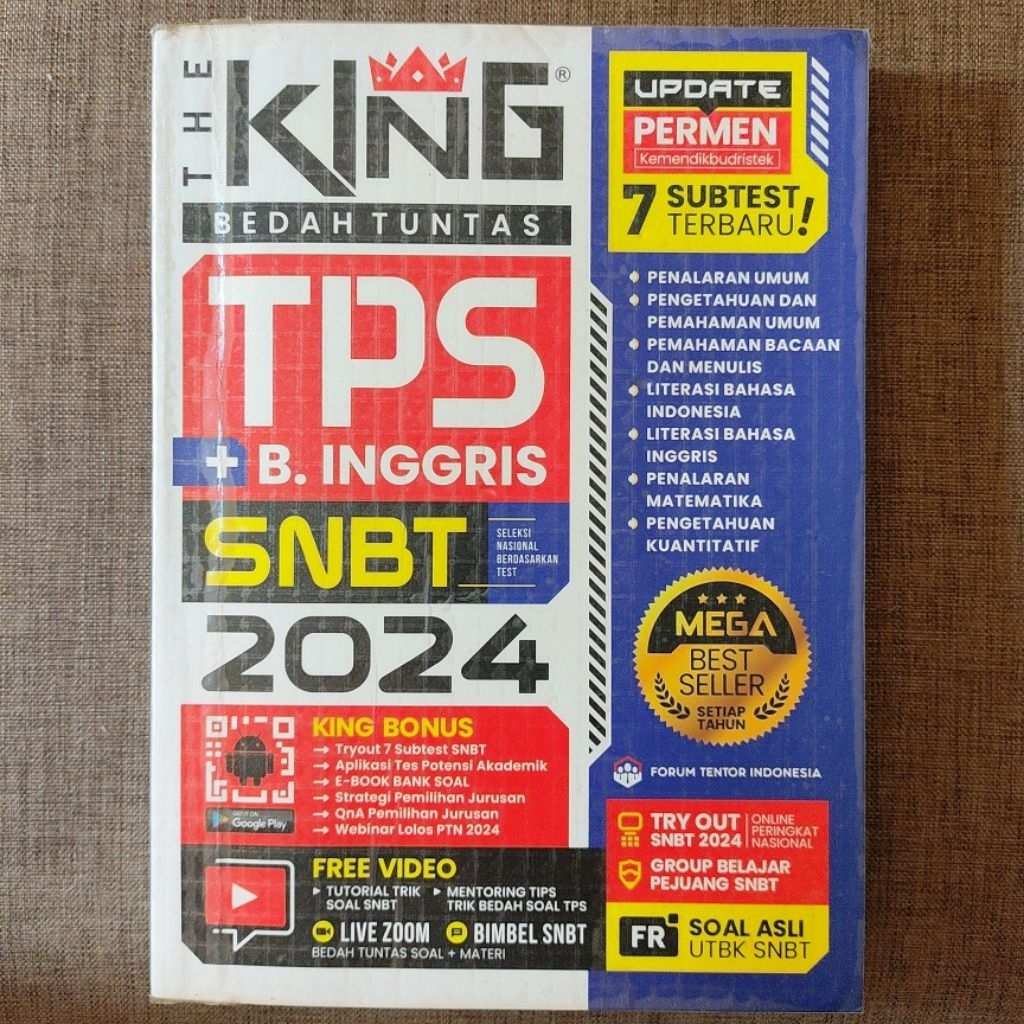 THE KING®
BEDAH TUNTAS
TPS
+ B. INGGRIS
SNBT
SELEKSI
NASIONAL
BERDASARKAN
TEST
2024
KING BONUS
→ Tryout 7 Subtest SNBT
→ Aplikasi Tes Potensi Akademik
→ E-BOOK BANK SOAL
→ Strategi Pemilihan Jurusan
→ QnA Pemilihan Jurusan
→ Webinar Lolos PTN 2024
GET IT ON
Google Play
FREE VIDEO
TUTORIAL TRIK
SOAL SNBT
MENTORING TIPS
TRIK BEDAH SOAL TPS
LIVE ZOOM
BIMBEL SNBT
BEDAH TUNTAS SOAL + MATERI
UPDATE
PERMEN
Kemendikbudristek
7 SUBTEST
TERBARU!
• PENALARAN UMUM
• PENGETAHUAN DAN
PEMAHAMAN UMUM
• PEMAHAMAN BACAAN
DAN MENULIS
• LITERASI BAHASA
INDONESIA
• LITERASI BAHASA
INGGRIS
• PENALARAN
MATEMATIKA
• PENGETAHUAN
KUANTITATIF
MEGA
BEST
SELLER
SETIAP
TAHUN
FORUM TENTOR INDONESIA
TRY OUT
SNBT 2024
ONLINE
PERINGKAT
NASIONAL
GROUP BELAJAR
PEJUANG SNBT
FR
SOAL ASLI
UTBK SNBT